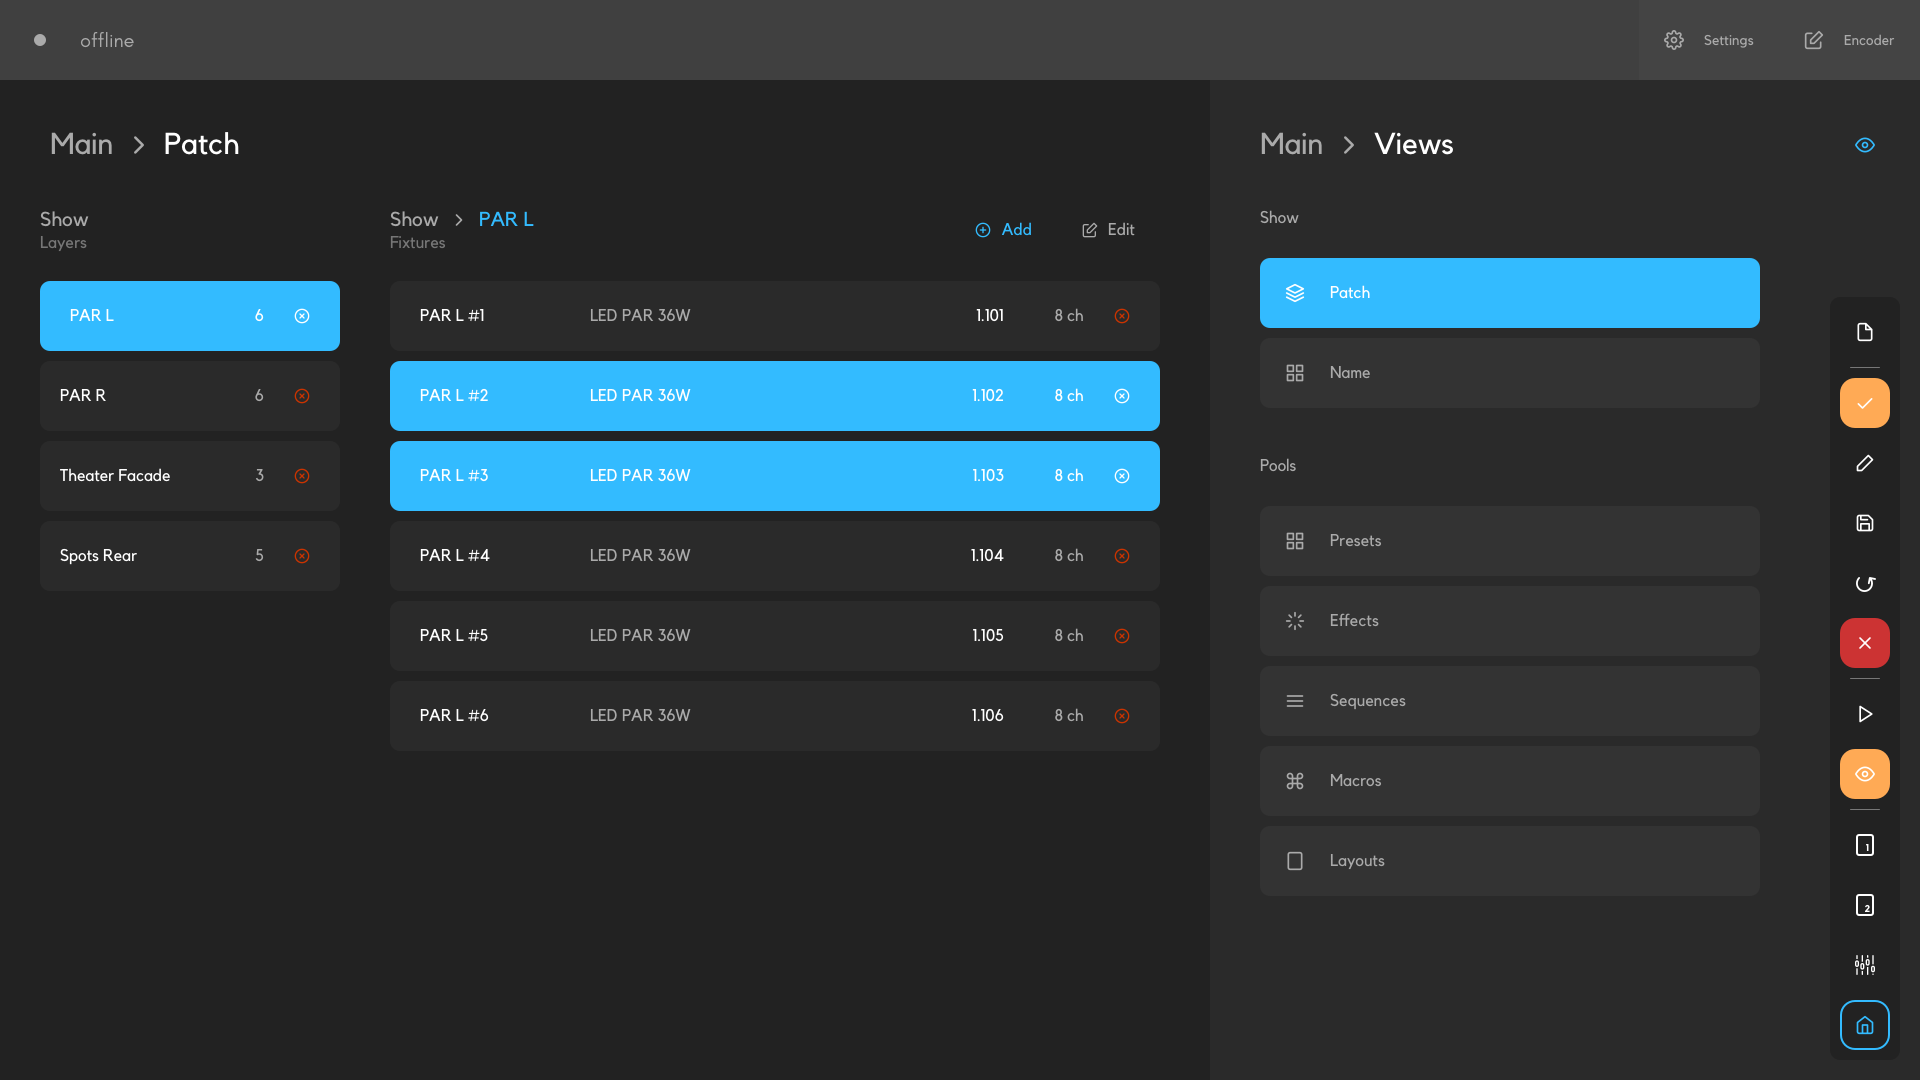 offline
Settings
Encoder
Main > Patch
Show
Layers
PAR L 6
PAR R 6
Theater Facade 3
Spots Rear 5
Show > PAR L
Fixtures
Add
Edit
PAR L #1 LED PAR 36W 1.101 8 ch
PAR L #2 LED PAR 36W 1.102 8 ch
PAR L #3 LED PAR 36W 1.103 8 ch
PAR L #4 LED PAR 36W 1.104 8 ch
PAR L #5 LED PAR 36W 1.105 8 ch
PAR L #6 LED PAR 36W 1.106 8 ch
Main > Views
Show
Patch
Name
Pools
Presets
Effects
Sequences
Macros
Layouts
1
2